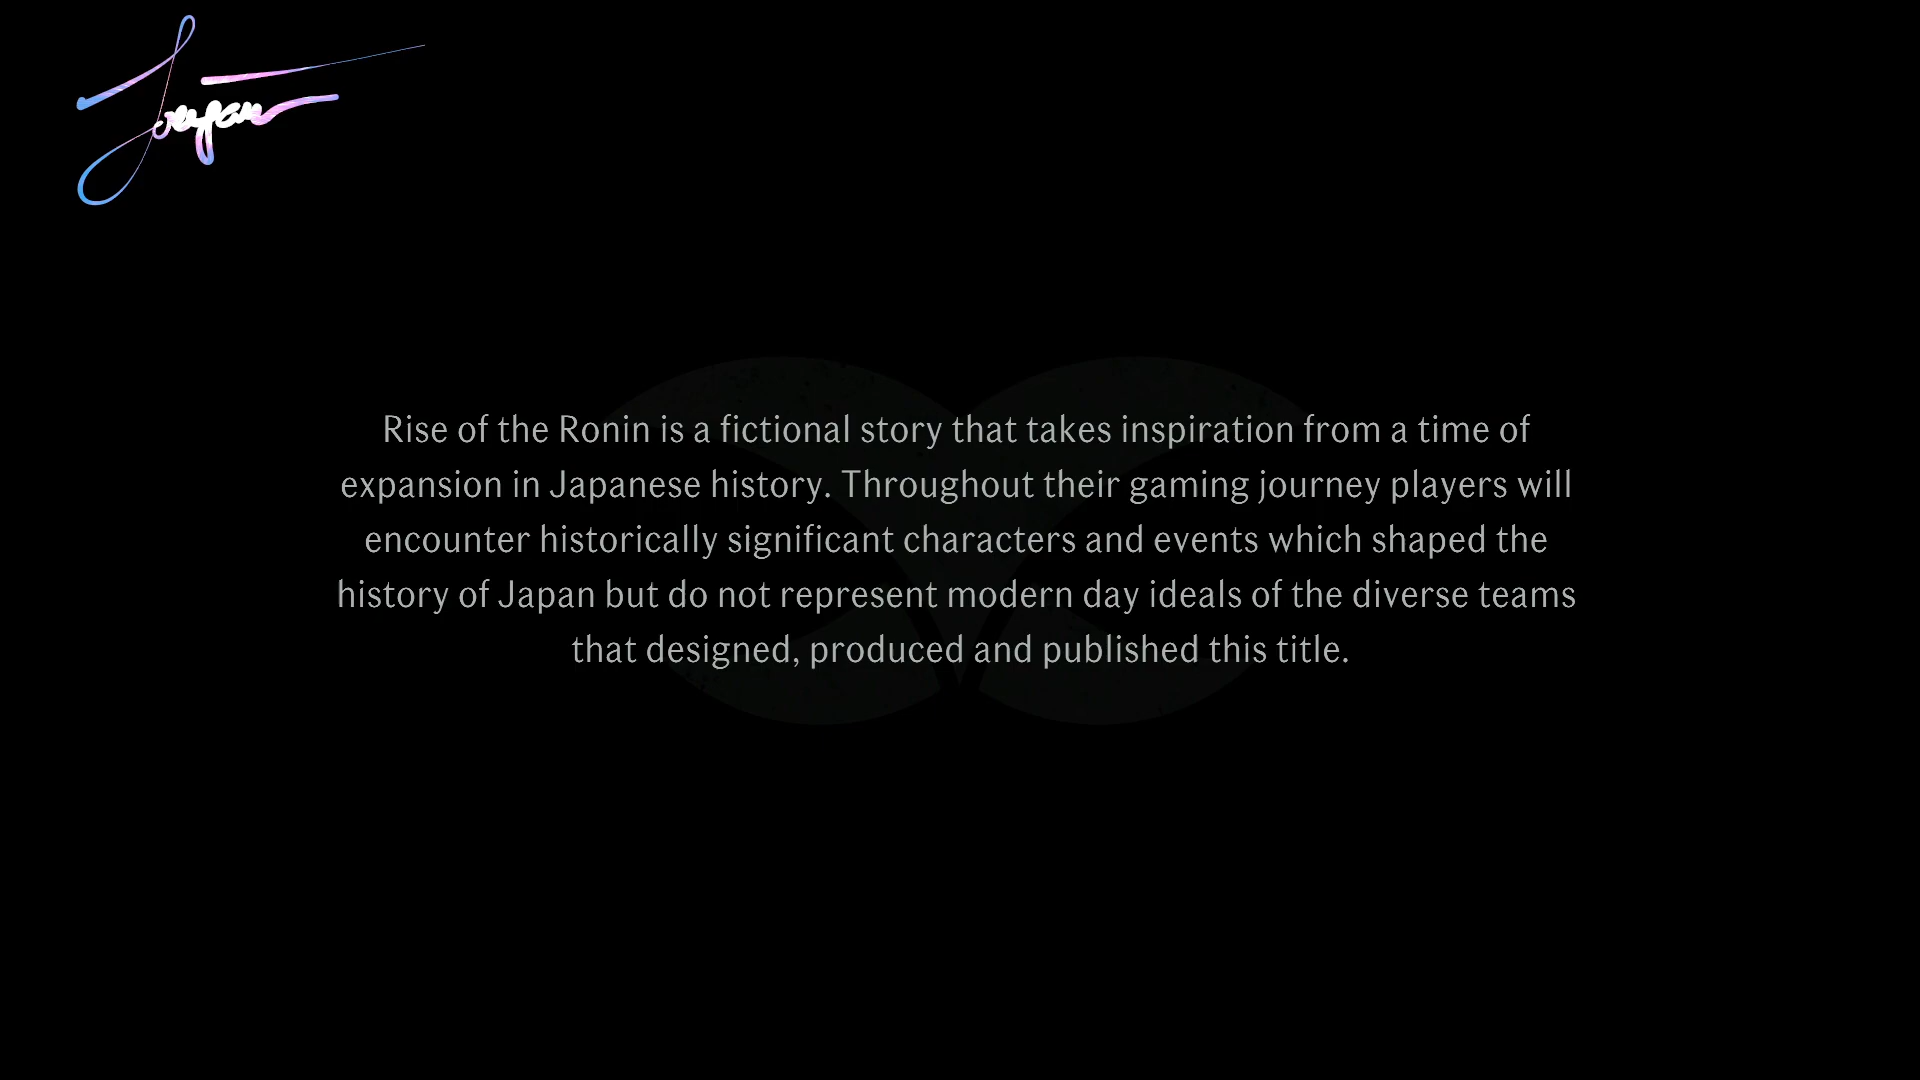 Rise of the Ronin is a fictional story that takes inspiration from a time of
expansion in Japanese history. Throughout their gaming journey players will
encounter historically significant characters and events which shaped the
history of Japan but do not represent modern day ideals of the diverse teams
that designed, produced and published this title.